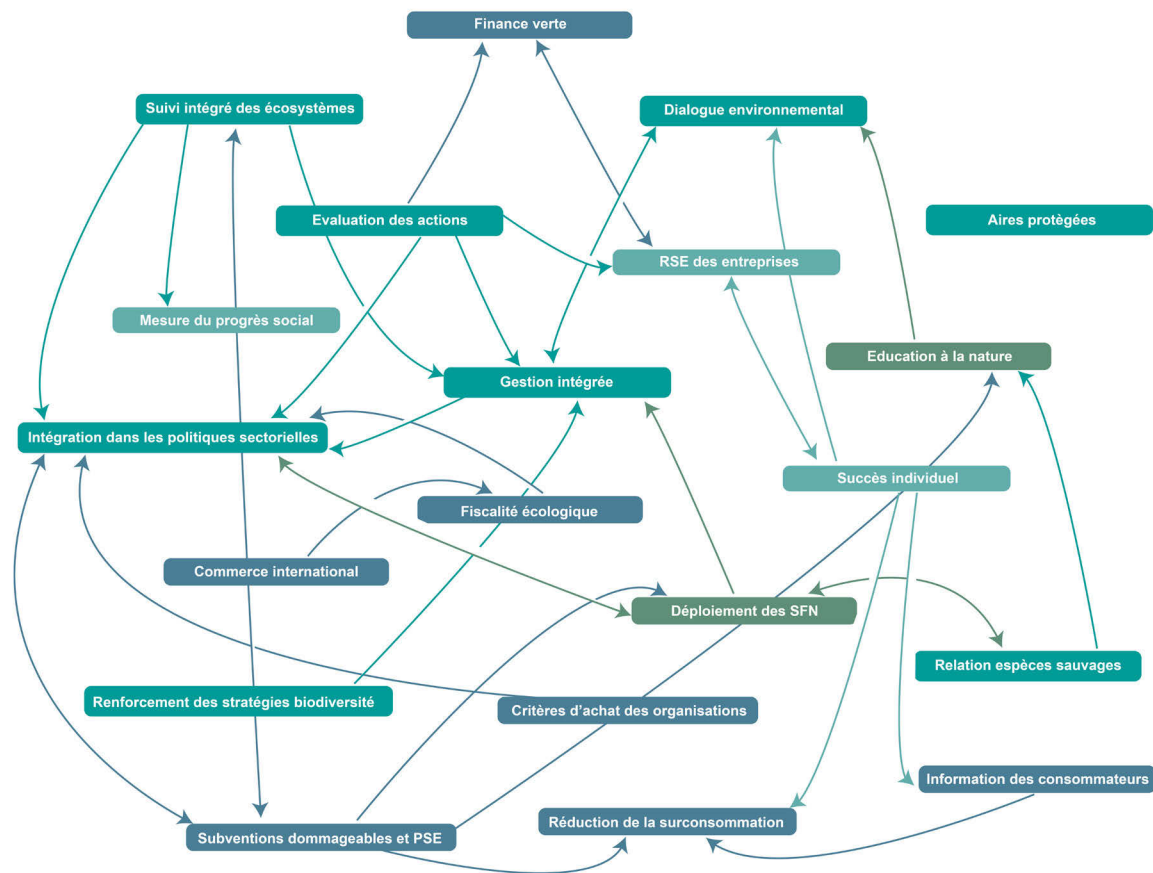 Finance verte
Suivi intégré des écosystèmes
Dialogue environnemental
Evaluation des actions
Aires protègées
RSE des entreprises
Mesure du progrès social
Education à la nature
Gestion intégrée
Intégration dans les politiques sectorielles
Succès individuel
Fiscalité écologique
Commerce international
Déploiement des SFN
Relation espèces sauvages
Renforcement des stratégies biodiversité
Critères d'achat des organisations
Information des consommateurs
Réduction de la surconsommation
Subventions dommageables et PSE